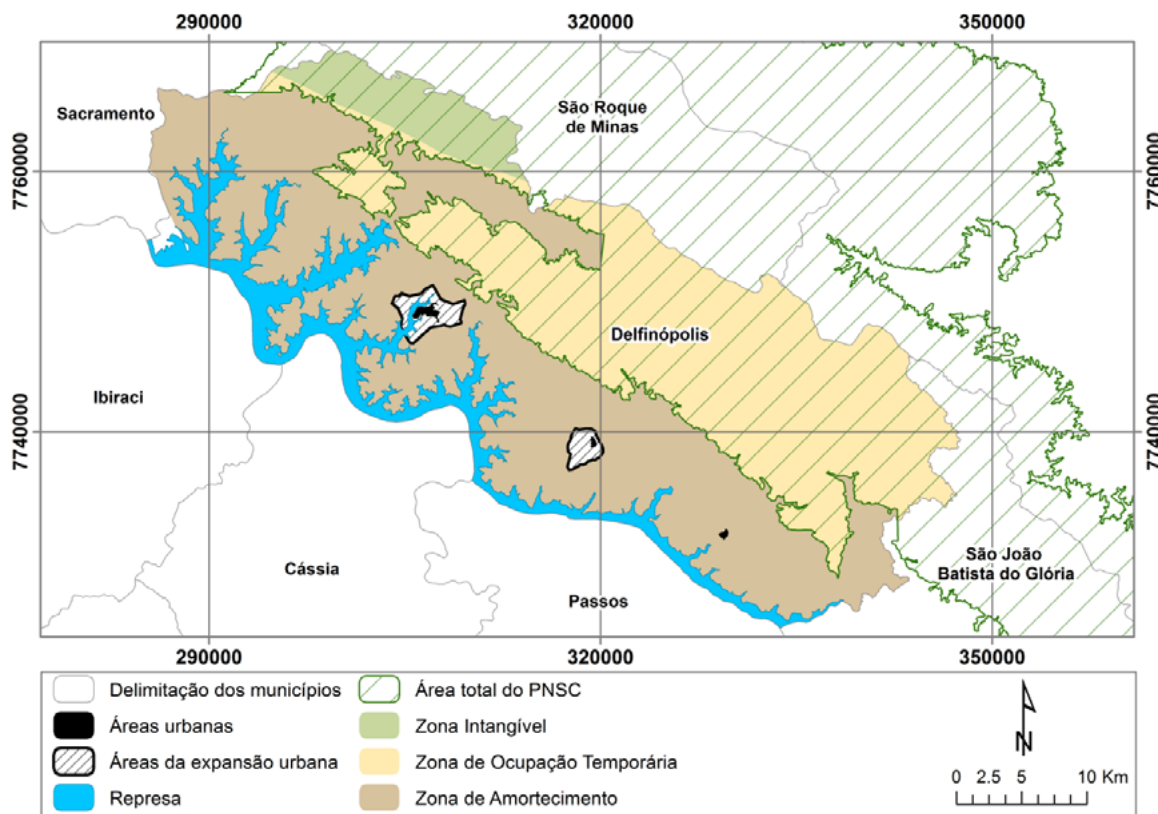 290000
320000
350000
Sacramento
São Roque
de Minas
7760000
7760000
Delfinópolis
Ibiraci
7740000
7740000
Cássia
Passos
São João
Batista do Glória
290000
320000
350000
Delimitação dos municípios
Áreas urbanas
Áreas da expansão urbana
Represa
Área total do PNSC
Zona Intangível
Zona de Ocupação Temporária
Zona de Amortecimento
N
0 2.5 5 10 Km